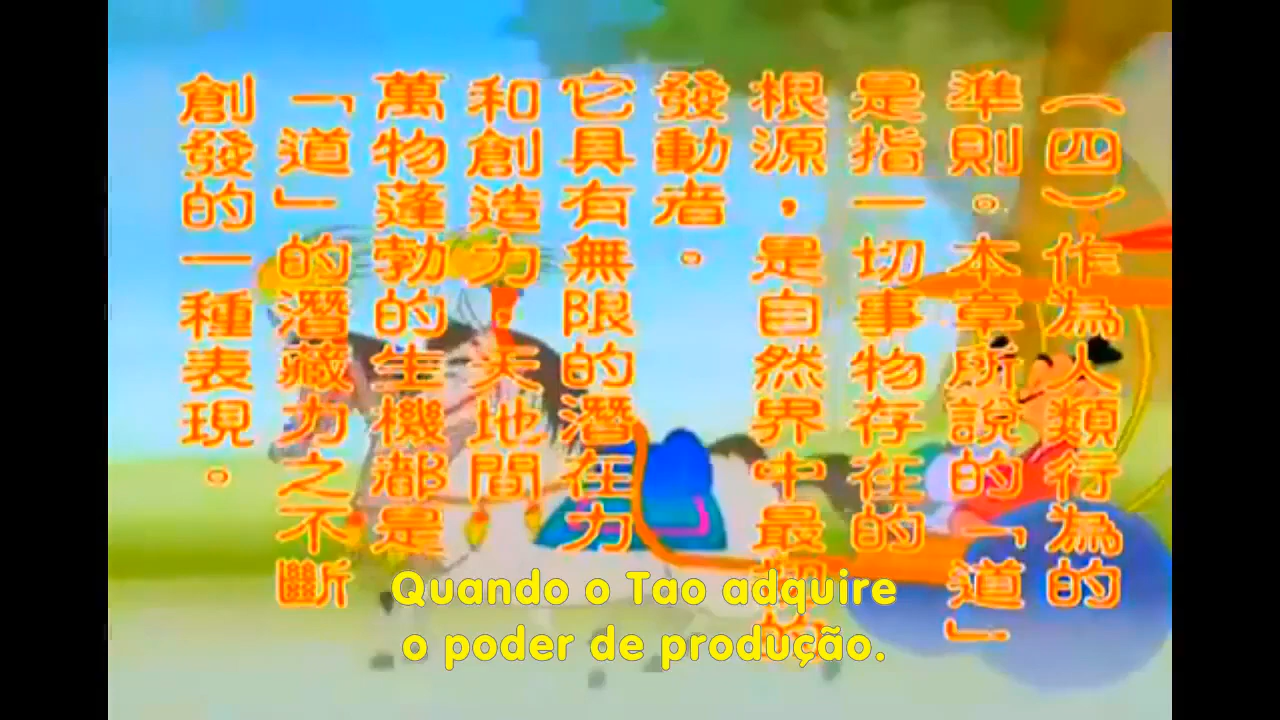 （四）作為人類行為的
準則。本章所說的「道」
是指一切事物存在的
根源，是自然界中最初的
發動者。
它具有無限的潛在力
和創造力，天地間
萬物蓬勃的生機都是
「道」的潛藏力之不斷
創發的一種表現。
Quando o Tao adquire
o poder de produção.